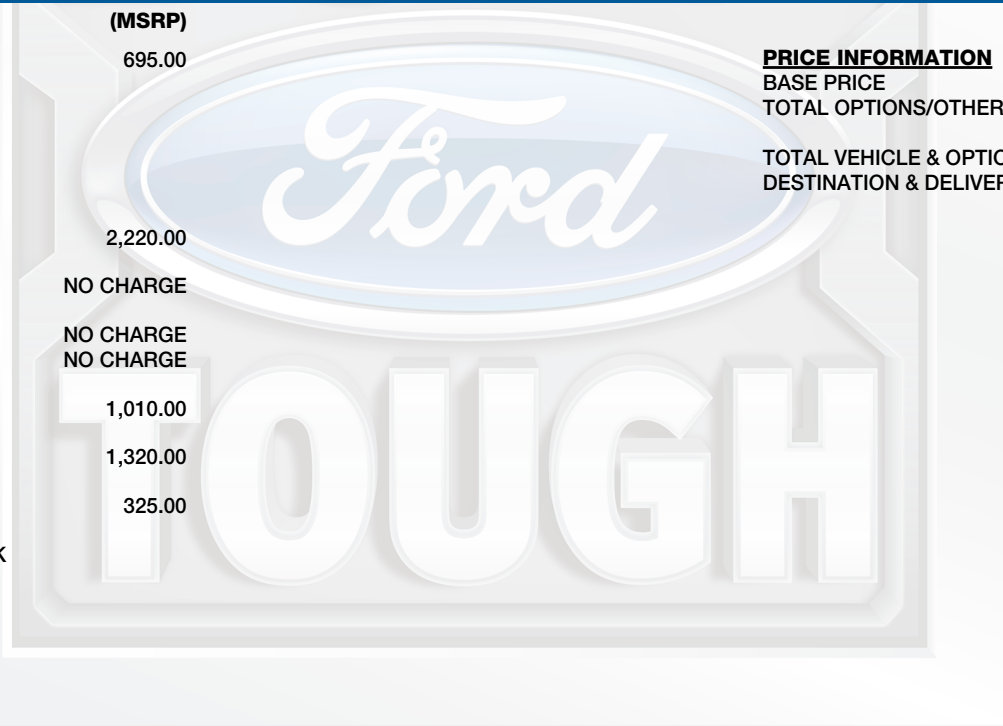 (MSRP)
695.00
2,220.00
NO CHARGE
NO CHARGE
NO CHARGE
1,010.00
1,320.00
325.00
K
PRICE INFORMATION
BASE PRICE
TOTAL OPTIONS/OTHER
TOTAL VEHICLE & OPTIO
DESTINATION & DELIVER
Ford
TOUGH